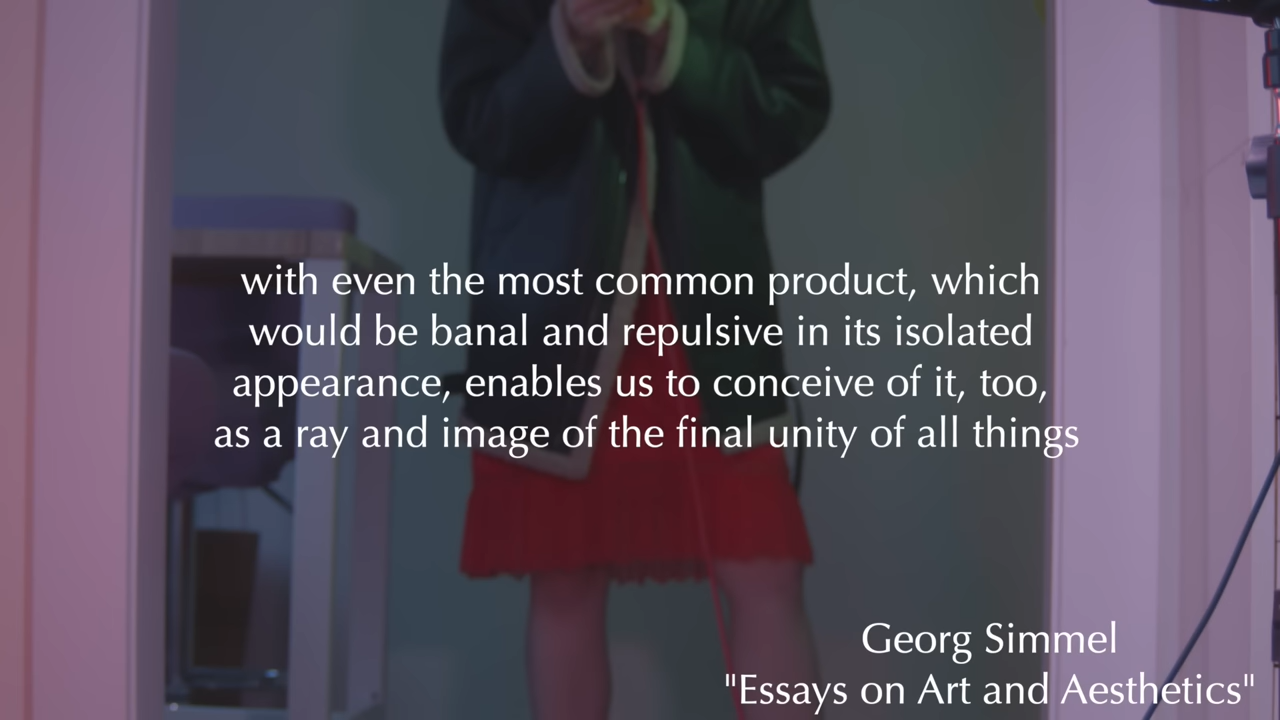 with even the most common product, which
would be banal and repulsive in its isolated
appearance, enables us to conceive of it, too,
as a ray and image of the final unity of all things
Georg Simmel
"Essays on Art and Aesthetics"